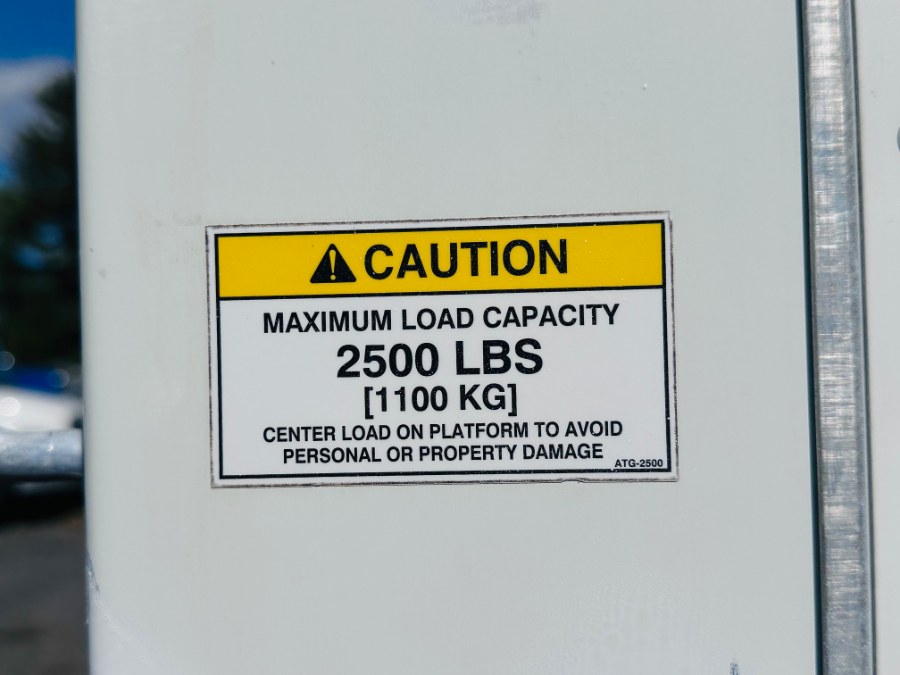 CAUTION
MAXIMUM LOAD CAPACITY
2500 LBS
[1100 KG]
CENTER LOAD ON PLATFORM TO AVOID
PERSONAL OR PROPERTY DAMAGE
ATG-2500